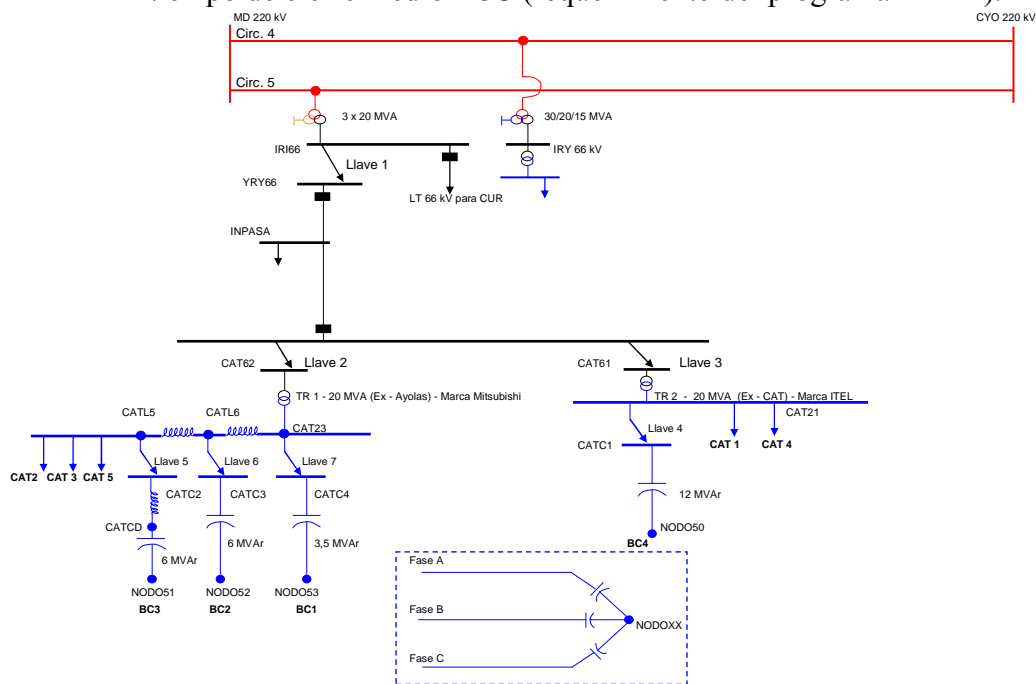 MD 220 kV
CYO 220 kV
Circ. 4
Circ. 5
3 x 20 MVA
30/20/15 MVA
IRI66
IRY 66 kV
Llave 1
YRY66
LT 66 kV para CUR
INPASA
CAT62
Llave 2
CAT61
Llave 3
TR 1 - 20 MVA (Ex - Ayolas) - Marca Mitsubishi
TR 2 - 20 MVA (Ex - CAT) - Marca ITEL
CATL5
CATL6
CAT23
CAT21
Llave 4
CATC1
CAT 1
CAT 4
Llave 5
Llave 6
Llave 7
CAT2
CAT 3
CAT 5
CATC2
CATC3
CATC4
12 MVAr
CATCD
6 MVAr
6 MVAr
3,5 MVAr
NODO50
BC4
NODO51
NODO52
NODO53
BC3
BC2
BC1
Fase A
Fase B
NODOXX
Fase C